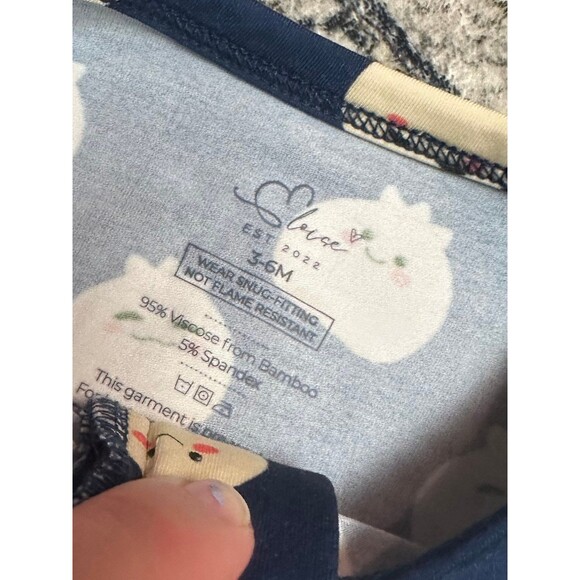 Eloise
EST 2022
3-6M
WEAR SNUG-FITTING
NOT FLAME RESISTANT
95% Viscose from Bamboo
5% Spandex
This garment is